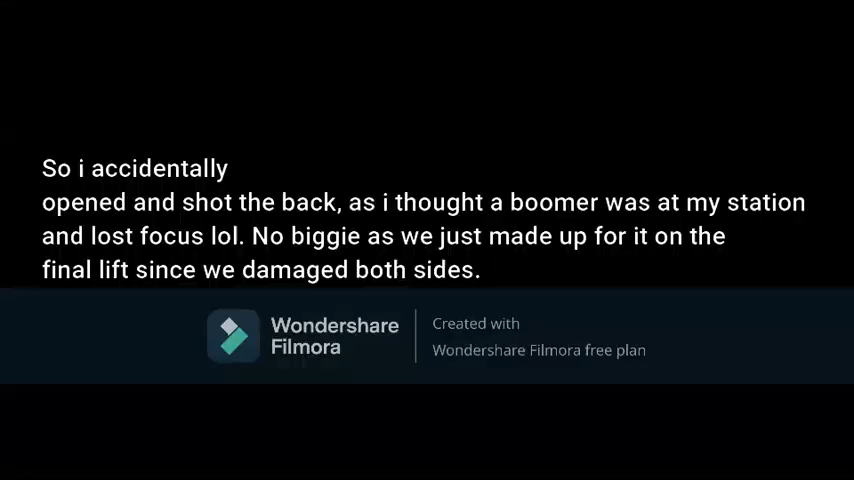 So i accidentally
opened and shot the back, as i thought a boomer was at my station
and lost focus lol. No biggie as we just made up for it on the
final lift since we damaged both sides.
Wondershare
Filmora
Created with
Wondershare Filmora free plan